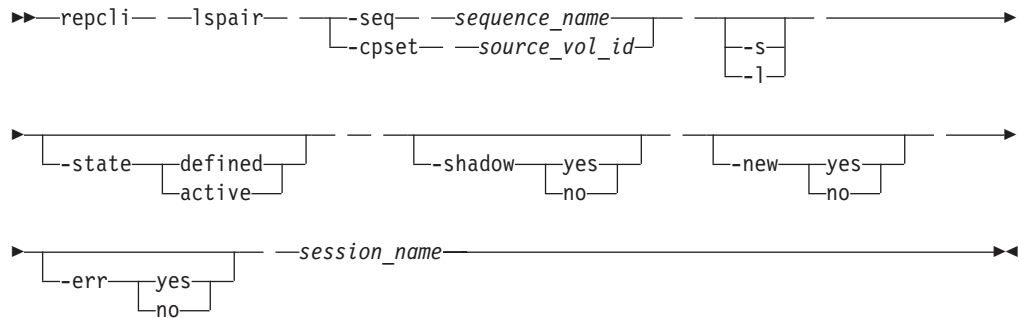 repcli lspair -seq sequence_name
-cpset source_vol_id -s
-l
-state defined -shadow yes -new yes
active no no
-err yes session_name
no